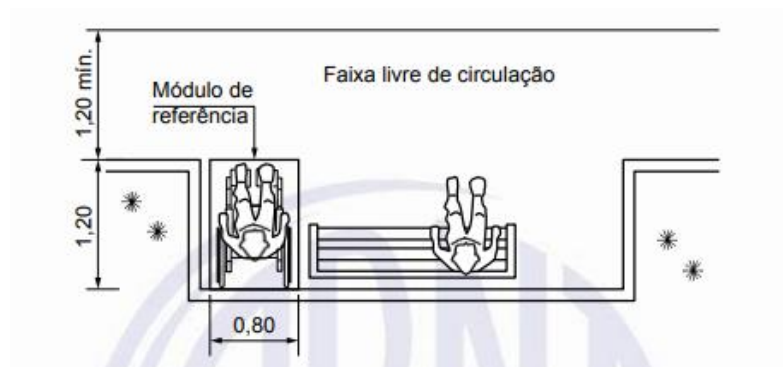 1,20 mín.
Faixa livre de circulação
Módulo de
referência
1,20
0,80